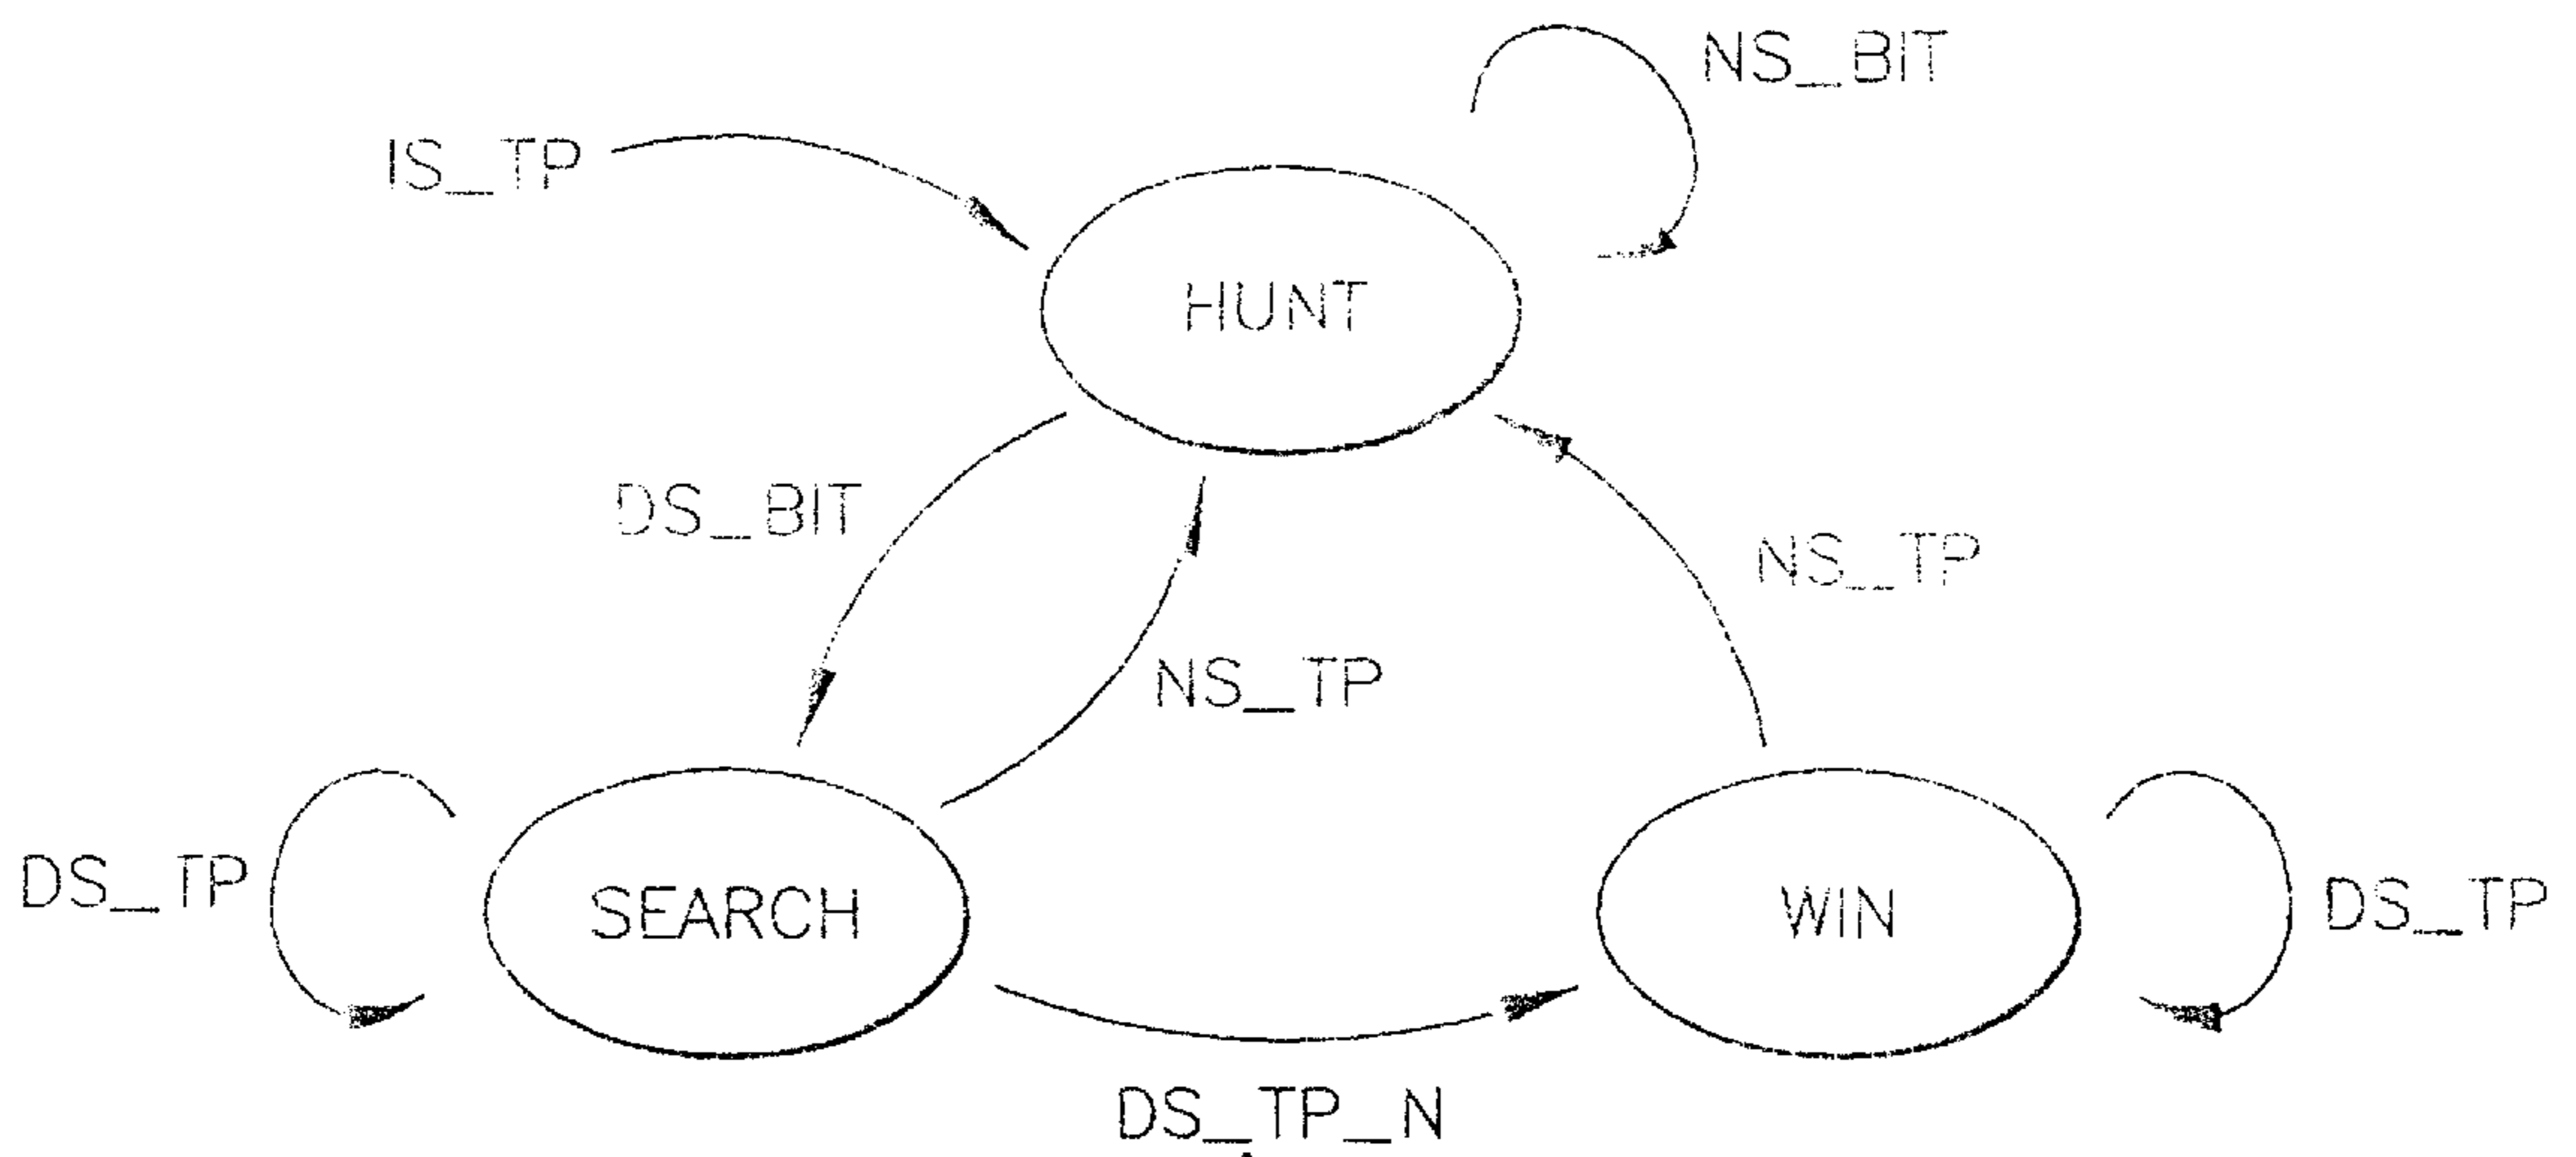 NS_BIT
IS_TP
HUNT
DS_BIT
NS_TP
NS_TP
DS_TP
SEARCH
WIN
DS_TP
DS_TP_N